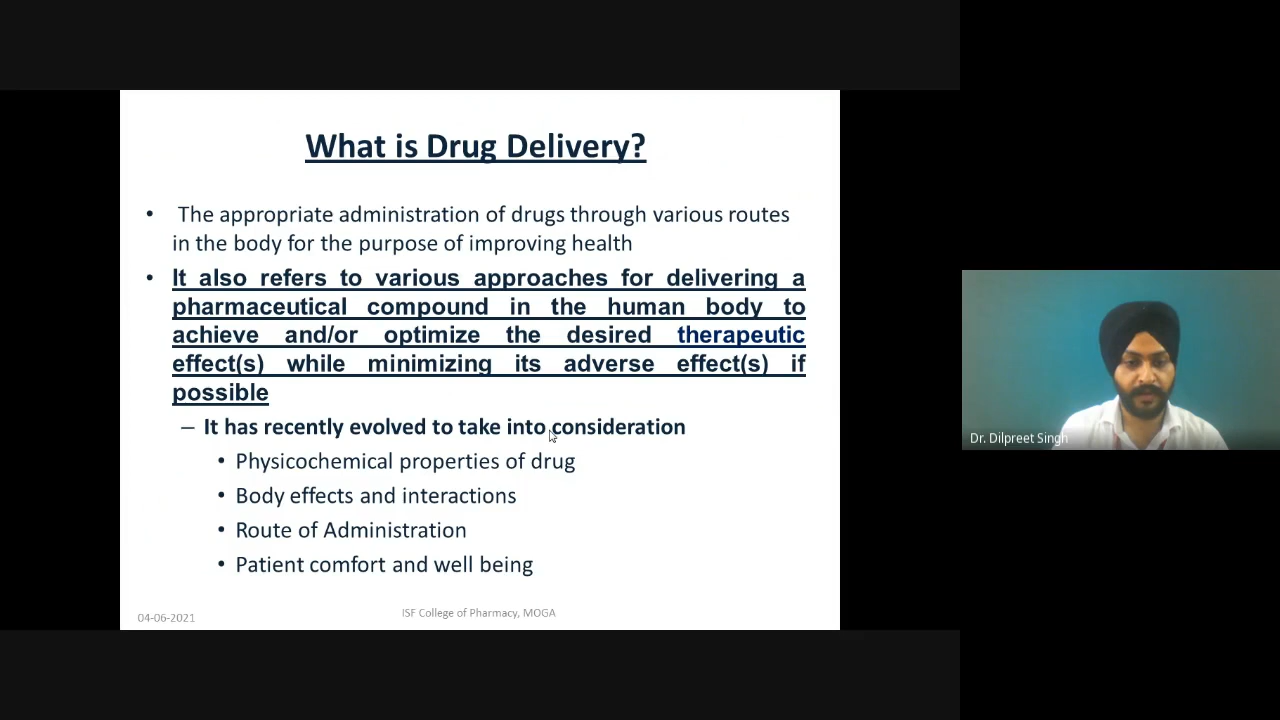 What is Drug Delivery?
• The appropriate administration of drugs through various routes
in the body for the purpose of improving health
• It also refers to various approaches for delivering a
pharmaceutical compound in the human body to
achieve and/or optimize the desired therapeutic
effect(s) while minimizing its adverse effect(s) if
possible
– It has recently evolved to take into consideration
• Physicochemical properties of drug
• Body effects and interactions
• Route of Administration
• Patient comfort and well being
04-06-2021
ISF College of Pharmacy, MOGA
Dr. Dilpreet Singh